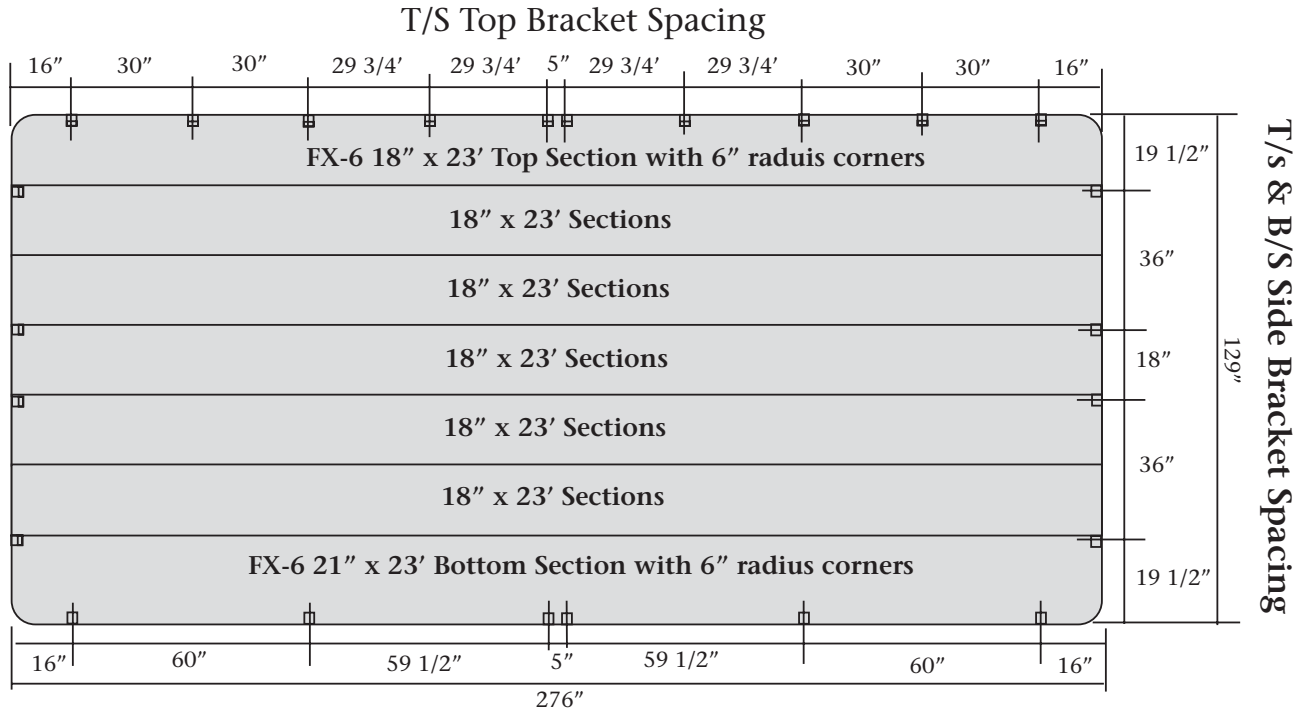 T/S Top Bracket Spacing
16” 30” 30” 29 3/4’ 29 3/4’ 5” 29 3/4’ 29 3/4’ 30” 30” 16”
FX-6 18” x 23’ Top Section with 6” raduis corners
18” x 23’ Sections
18” x 23’ Sections
18” x 23’ Sections
18” x 23’ Sections
18” x 23’ Sections
FX-6 21” x 23’ Bottom Section with 6” radius corners
19 1/2”
36”
18”
36”
19 1/2”
129”
T/s & B/S Side Bracket Spacing
16” 60” 59 1/2” 5” 59 1/2” 60” 16”
276”